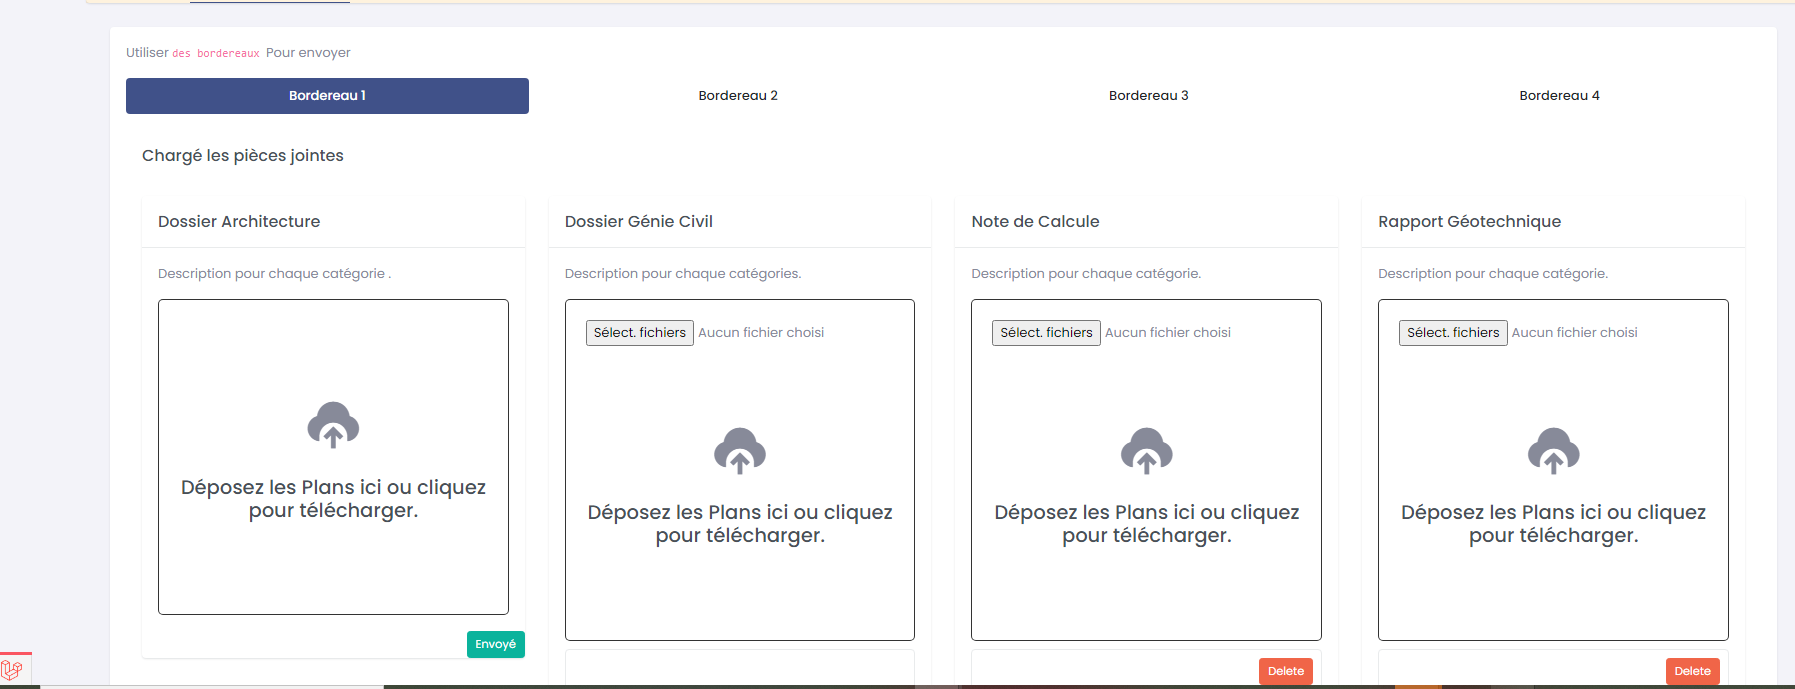 Utiliser des bordereaux Pour envoyer
Bordereau 1
Bordereau 2
Bordereau 3
Bordereau 4
Chargé les pièces jointes
Dossier Architecture
Description pour chaque catégorie .
Déposez les Plans ici ou cliquez
pour télécharger.
Envoyé
Dossier Génie Civil
Description pour chaque catégories.
Sélect. fichiers Aucun fichier choisi
Déposez les Plans ici ou cliquez
pour télécharger.
Note de Calcule
Description pour chaque catégorie.
Sélect. fichiers Aucun fichier choisi
Déposez les Plans ici ou cliquez
pour télécharger.
Delete
Rapport Géotechnique
Description pour chaque catégorie.
Sélect. fichiers Aucun fichier choisi
Déposez les Plans ici ou cliquez
pour télécharger.
Delete